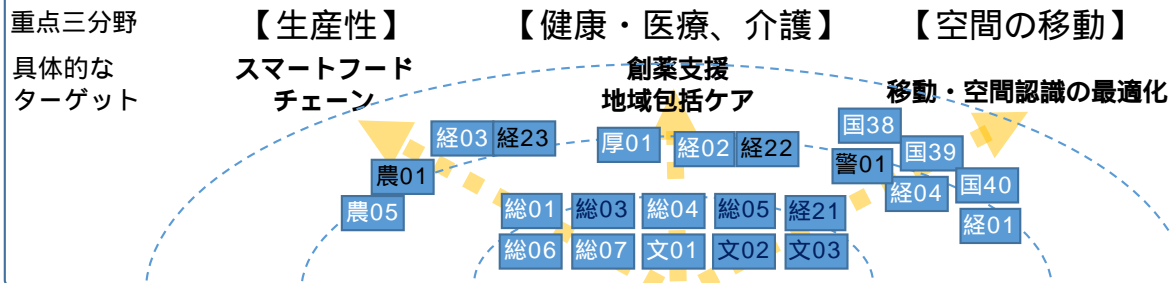 重点三分野
【生産性】
【健康・医療、介護】
【空間の移動】
具体的な
ターゲット
スマートフード
チェーン
創薬支援
地域包括ケア
移動・空間認識の最適化
経03
経23
農01
農05
厚01
経02
経22
国38
国39
警01
経04
国40
経01
総01
総03
総04
総05
経21
総06
総07
文01
文02
文03